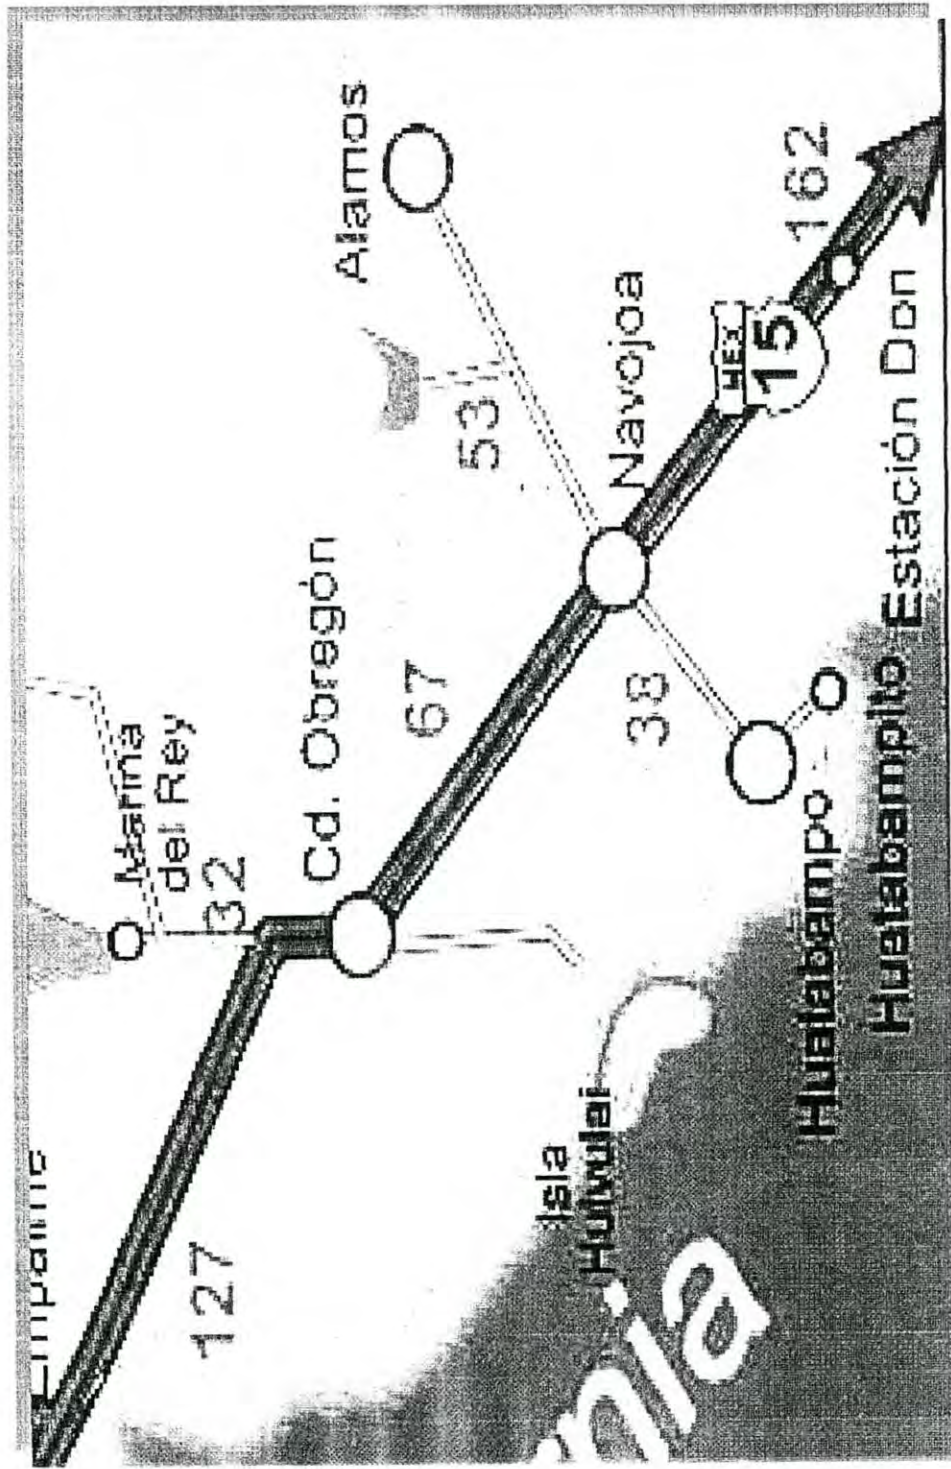 Empalme
Marina
del Rey
32
127
Cd. Obregón
Alamos
67
53
Isla
Huivulai
Navojoa
38
nia
MEX
15
162
Huatabampo
Huatabampito
Estación Don